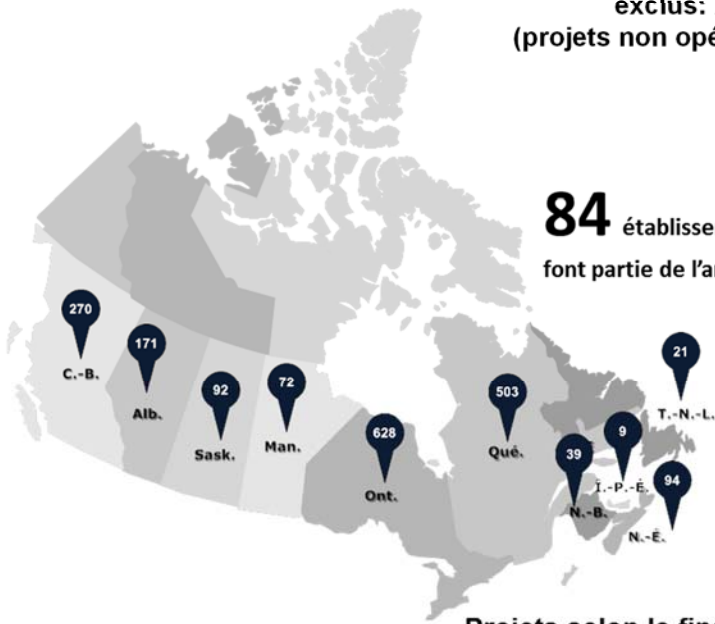 exclus:
(projets non opé
84 établisse
font partie de l'a
270
C.-B.
171
Alb.
92
Sask.
72
Man.
628
Ont.
503
Qué.
21
T.-N.-L.
9
Î.-P.-É.
39
N.-B.
94
N.-É.
Projets selon le fin